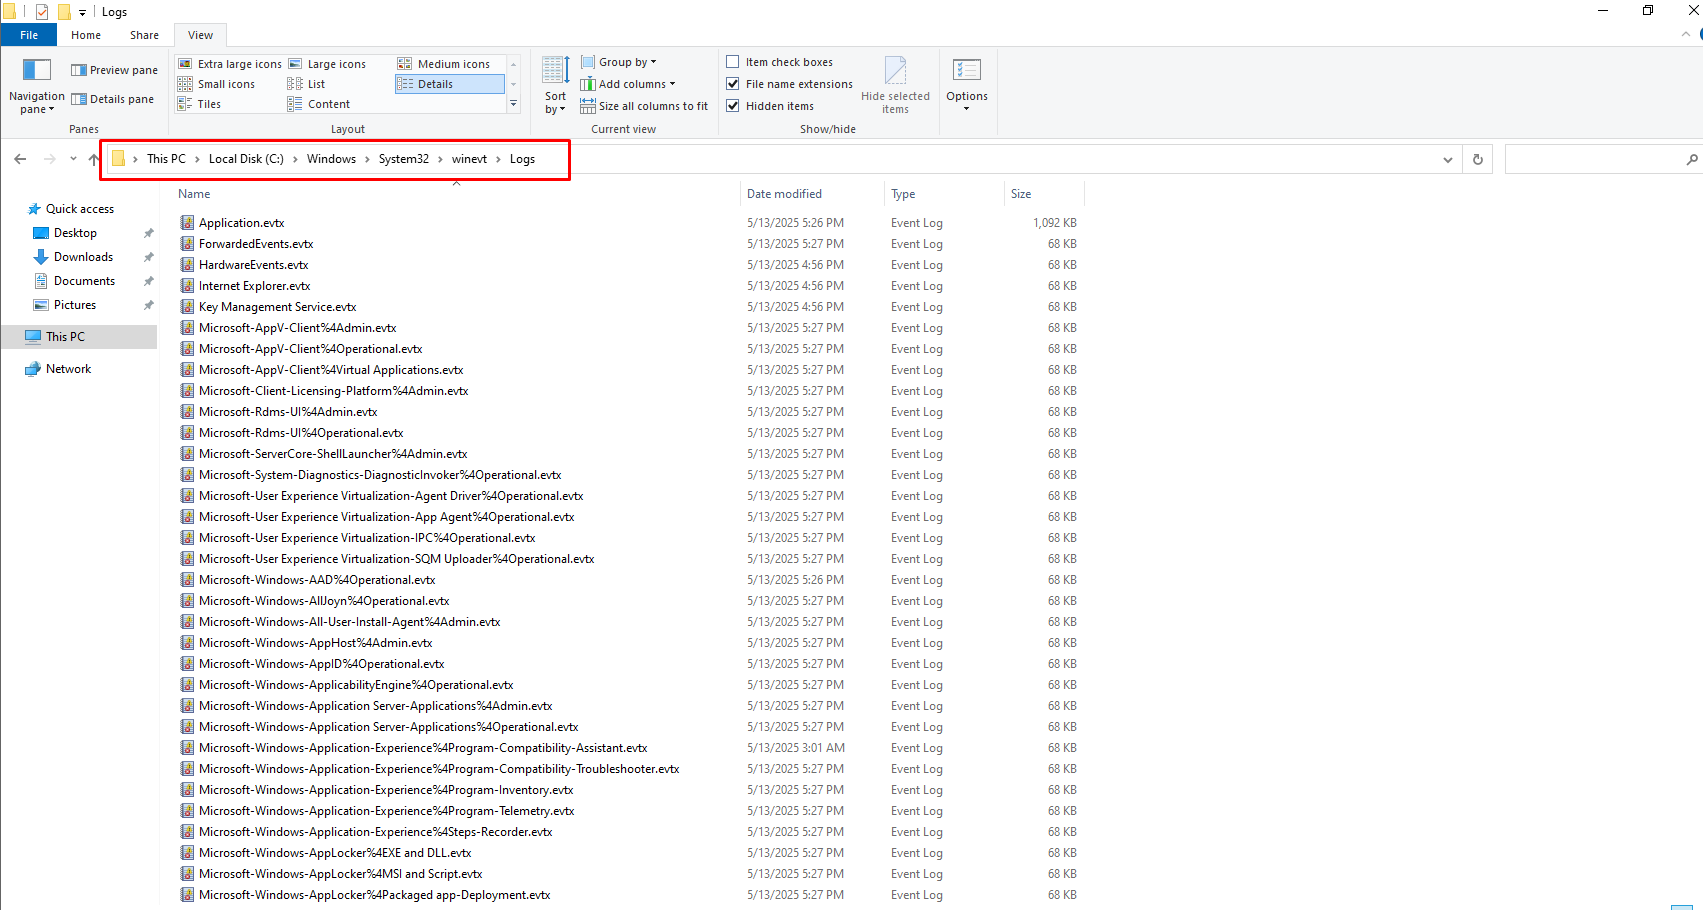 Logs
File Home Share View
Navigation pane
Preview pane
Details pane
Panes
Extra large icons Large icons Medium icons
Small icons List Details
Tiles Content
Layout
Sort by
Group by
Add columns
Size all columns to fit
Current view
Item check boxes
File name extensions
Hidden items
Hide selected items
Show/hide
Options
This PC > Local Disk (C:) > Windows > System32 > winevt > Logs
Quick access
Desktop
Downloads
Documents
Pictures
This PC
Network
Name Date modified Type Size
Application.evtx 5/13/2025 5:26 PM Event Log 1,092 KB
ForwardedEvents.evtx 5/13/2025 5:27 PM Event Log 68 KB
HardwareEvents.evtx 5/13/2025 4:56 PM Event Log 68 KB
Internet Explorer.evtx 5/13/2025 4:56 PM Event Log 68 KB
Key Management Service.evtx 5/13/2025 4:56 PM Event Log 68 KB
Microsoft-AppV-Client%4Admin.evtx 5/13/2025 5:27 PM Event Log 68 KB
Microsoft-AppV-Client%4Operational.evtx 5/13/2025 5:27 PM Event Log 68 KB
Microsoft-AppV-Client%4Virtual Applications.evtx 5/13/2025 5:27 PM Event Log 68 KB
Microsoft-Client-Licensing-Platform%4Admin.evtx 5/13/2025 5:27 PM Event Log 68 KB
Microsoft-Rdms-UI%4Admin.evtx 5/13/2025 5:27 PM Event Log 68 KB
Microsoft-Rdms-UI%4Operational.evtx 5/13/2025 5:27 PM Event Log 68 KB
Microsoft-ServerCore-ShellLauncher%4Admin.evtx 5/13/2025 5:27 PM Event Log 68 KB
Microsoft-System-Diagnostics-DiagnosticInvoker%4Operational.evtx 5/13/2025 5:27 PM Event Log 68 KB
Microsoft-User Experience Virtualization-Agent Driver%4Operational.evtx 5/13/2025 5:27 PM Event Log 68 KB
Microsoft-User Experience Virtualization-App Agent%4Operational.evtx 5/13/2025 5:27 PM Event Log 68 KB
Microsoft-User Experience Virtualization-IPC%4Operational.evtx 5/13/2025 5:27 PM Event Log 68 KB
Microsoft-User Experience Virtualization-SQM Uploader%4Operational.evtx 5/13/2025 5:27 PM Event Log 68 KB
Microsoft-Windows-AAD%4Operational.evtx 5/13/2025 5:26 PM Event Log 68 KB
Microsoft-Windows-AllJoyn%4Operational.evtx 5/13/2025 5:27 PM Event Log 68 KB
Microsoft-Windows-All-User-Install-Agent%4Admin.evtx 5/13/2025 5:27 PM Event Log 68 KB
Microsoft-Windows-AppHost%4Admin.evtx 5/13/2025 5:27 PM Event Log 68 KB
Microsoft-Windows-AppID%4Operational.evtx 5/13/2025 5:27 PM Event Log 68 KB
Microsoft-Windows-ApplicabilityEngine%4Operational.evtx 5/13/2025 5:27 PM Event Log 68 KB
Microsoft-Windows-Application Server-Applications%4Admin.evtx 5/13/2025 5:27 PM Event Log 68 KB
Microsoft-Windows-Application Server-Applications%4Operational.evtx 5/13/2025 5:27 PM Event Log 68 KB
Microsoft-Windows-Application-Experience%4Program-Compatibility-Assistant.evtx 5/13/2025 3:01 AM Event Log 68 KB
Microsoft-Windows-Application-Experience%4Program-Compatibility-Troubleshooter.evtx 5/13/2025 5:27 PM Event Log 68 KB
Microsoft-Windows-Application-Experience%4Program-Inventory.evtx 5/13/2025 5:27 PM Event Log 68 KB
Microsoft-Windows-Application-Experience%4Program-Telemetry.evtx 5/13/2025 5:27 PM Event Log 68 KB
Microsoft-Windows-Application-Experience%4Steps-Recorder.evtx 5/13/2025 5:27 PM Event Log 68 KB
Microsoft-Windows-AppLocker%4EXE and DLL.evtx 5/13/2025 5:27 PM Event Log 68 KB
Microsoft-Windows-AppLocker%4MSI and Script.evtx 5/13/2025 5:27 PM Event Log 68 KB
Microsoft-Windows-AppLocker%4Packaged app-Deployment.evtx 5/13/2025 5:27 PM Event Log 68 KB